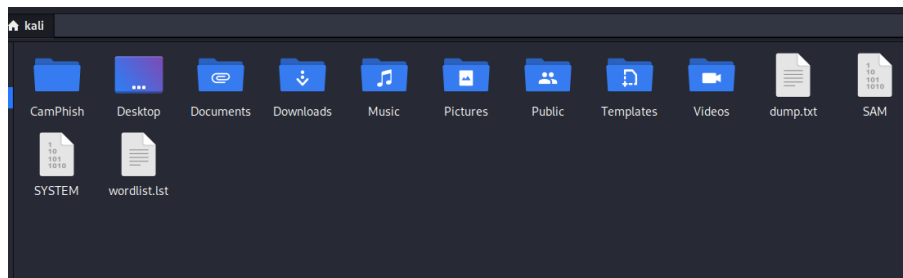 kali
CamPhish Desktop Documents Downloads Music Pictures Public Templates Videos dump.txt SAM
SYSTEM wordlist.lst